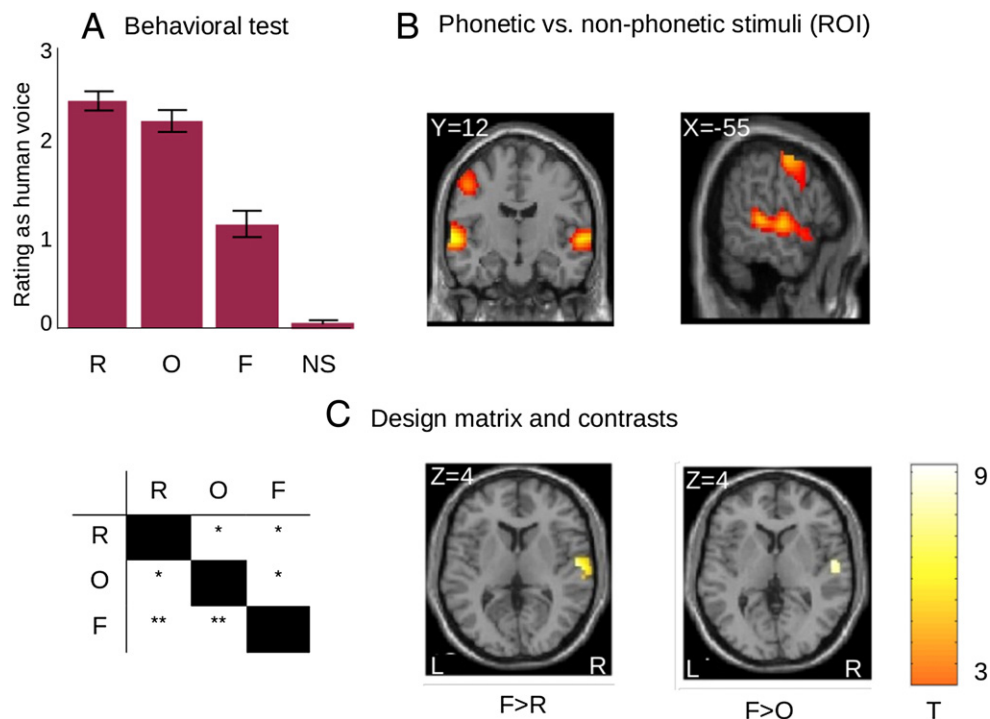 A Behavioral test
B Phonetic vs. non-phonetic stimuli (ROI)
3
2
1
0
Rating as human voice
R O F NS
Y=12
X=-55
C Design matrix and contrasts
R O F
R * *
O * *
F ** **
Z=4
L R
F>R
Z=4
L R
F>O
9
3
T